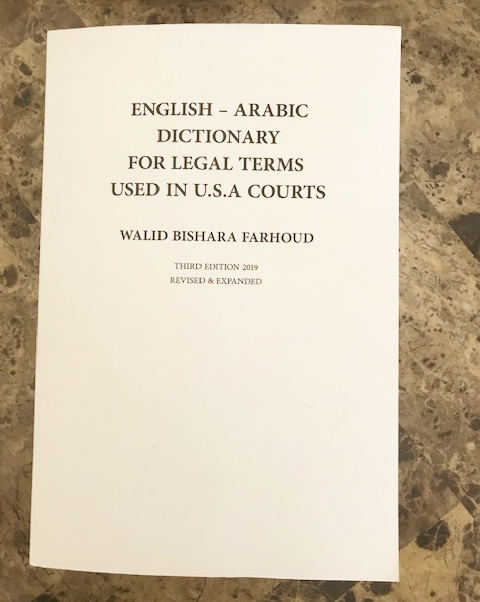 ENGLISH – ARABIC
DICTIONARY
FOR LEGAL TERMS
USED IN U.S.A COURTS
WALID BISHARA FARHOUD
THIRD EDITION 2019
REVISED & EXPANDED